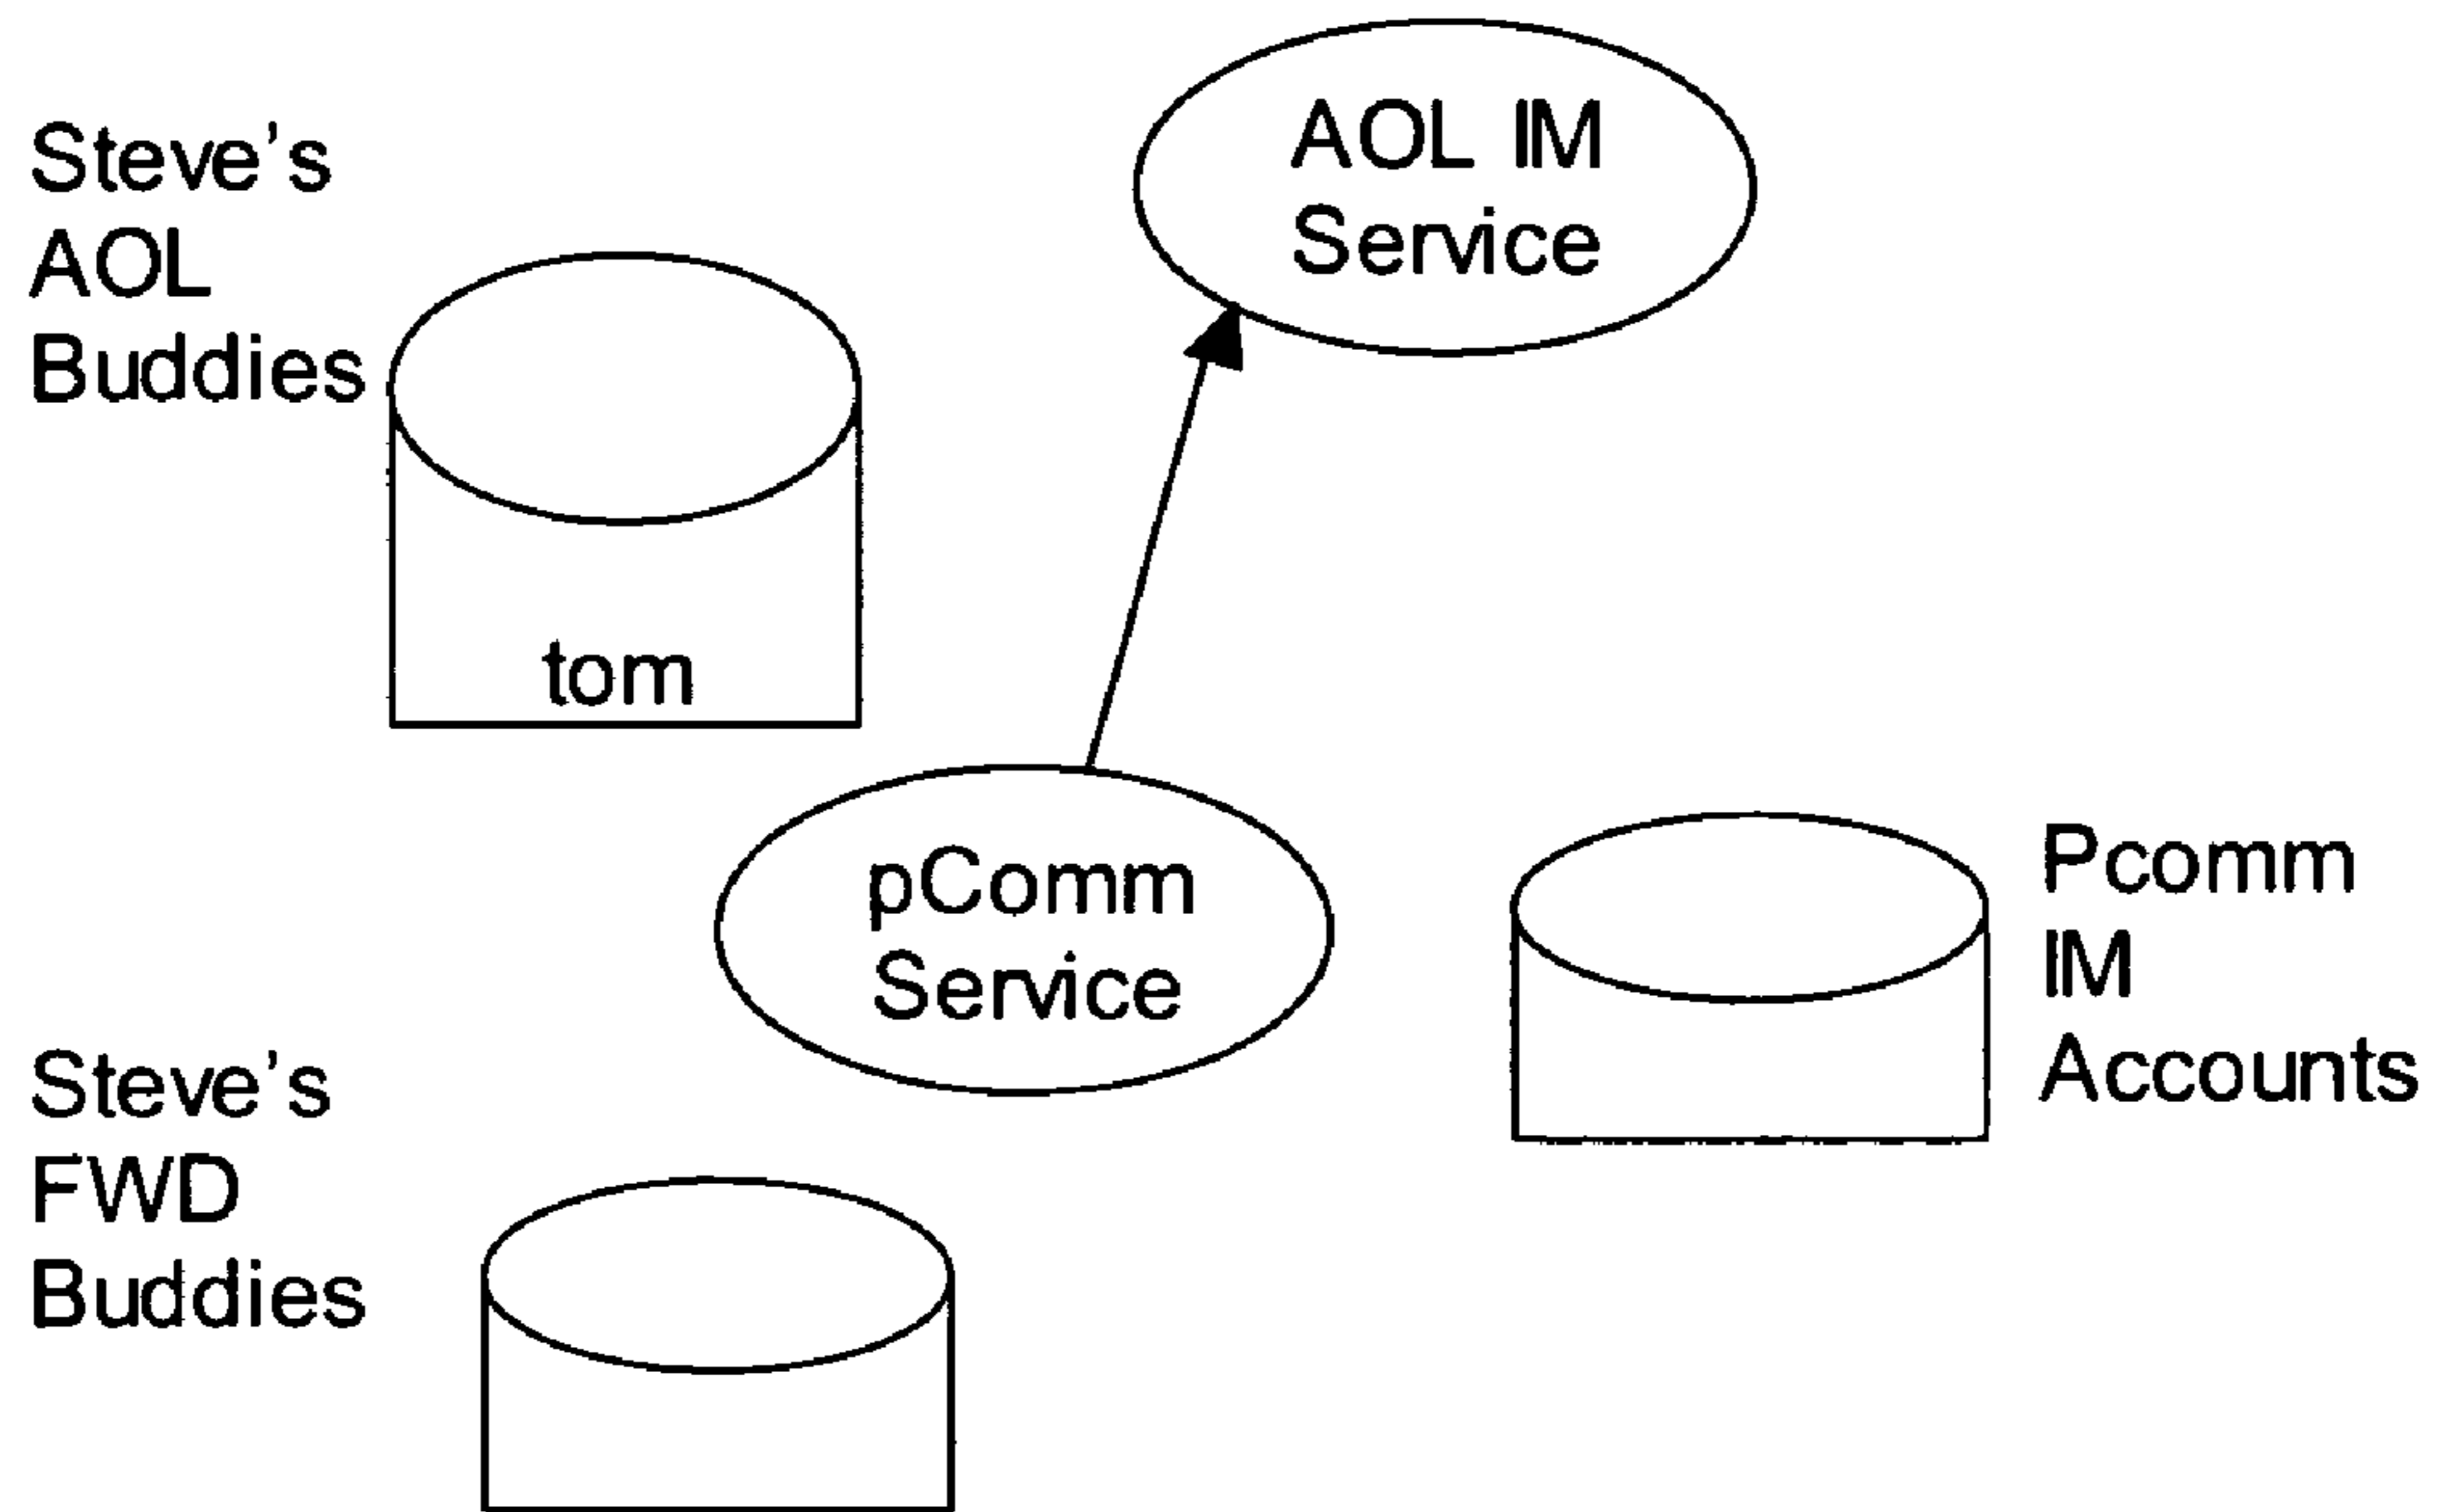 AOL IM
Service
Steve's
AOL
Buddies
tom
pComm
Service
Pcomm
IM
Accounts
Steve's
FWD
Buddies